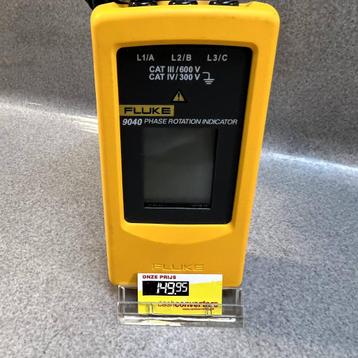 L1/A L2/B L3/C
CAT III/600 V
CAT IV/300 V
FLUKE
9040 PHASE ROTATION INDICATOR
FLUKE
ONZE PRIJS
149,95
cashconverters